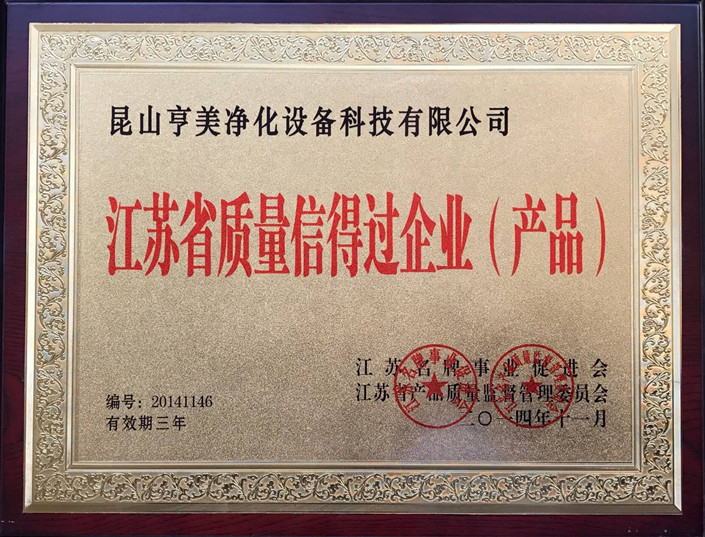 昆山亨美净化设备科技有限公司
江苏省质量信得过企业（产品）
江苏名牌事业促进会
江苏省产品质量监督管理委员会
编号：20141146
二〇一四年十一月
有效期三年